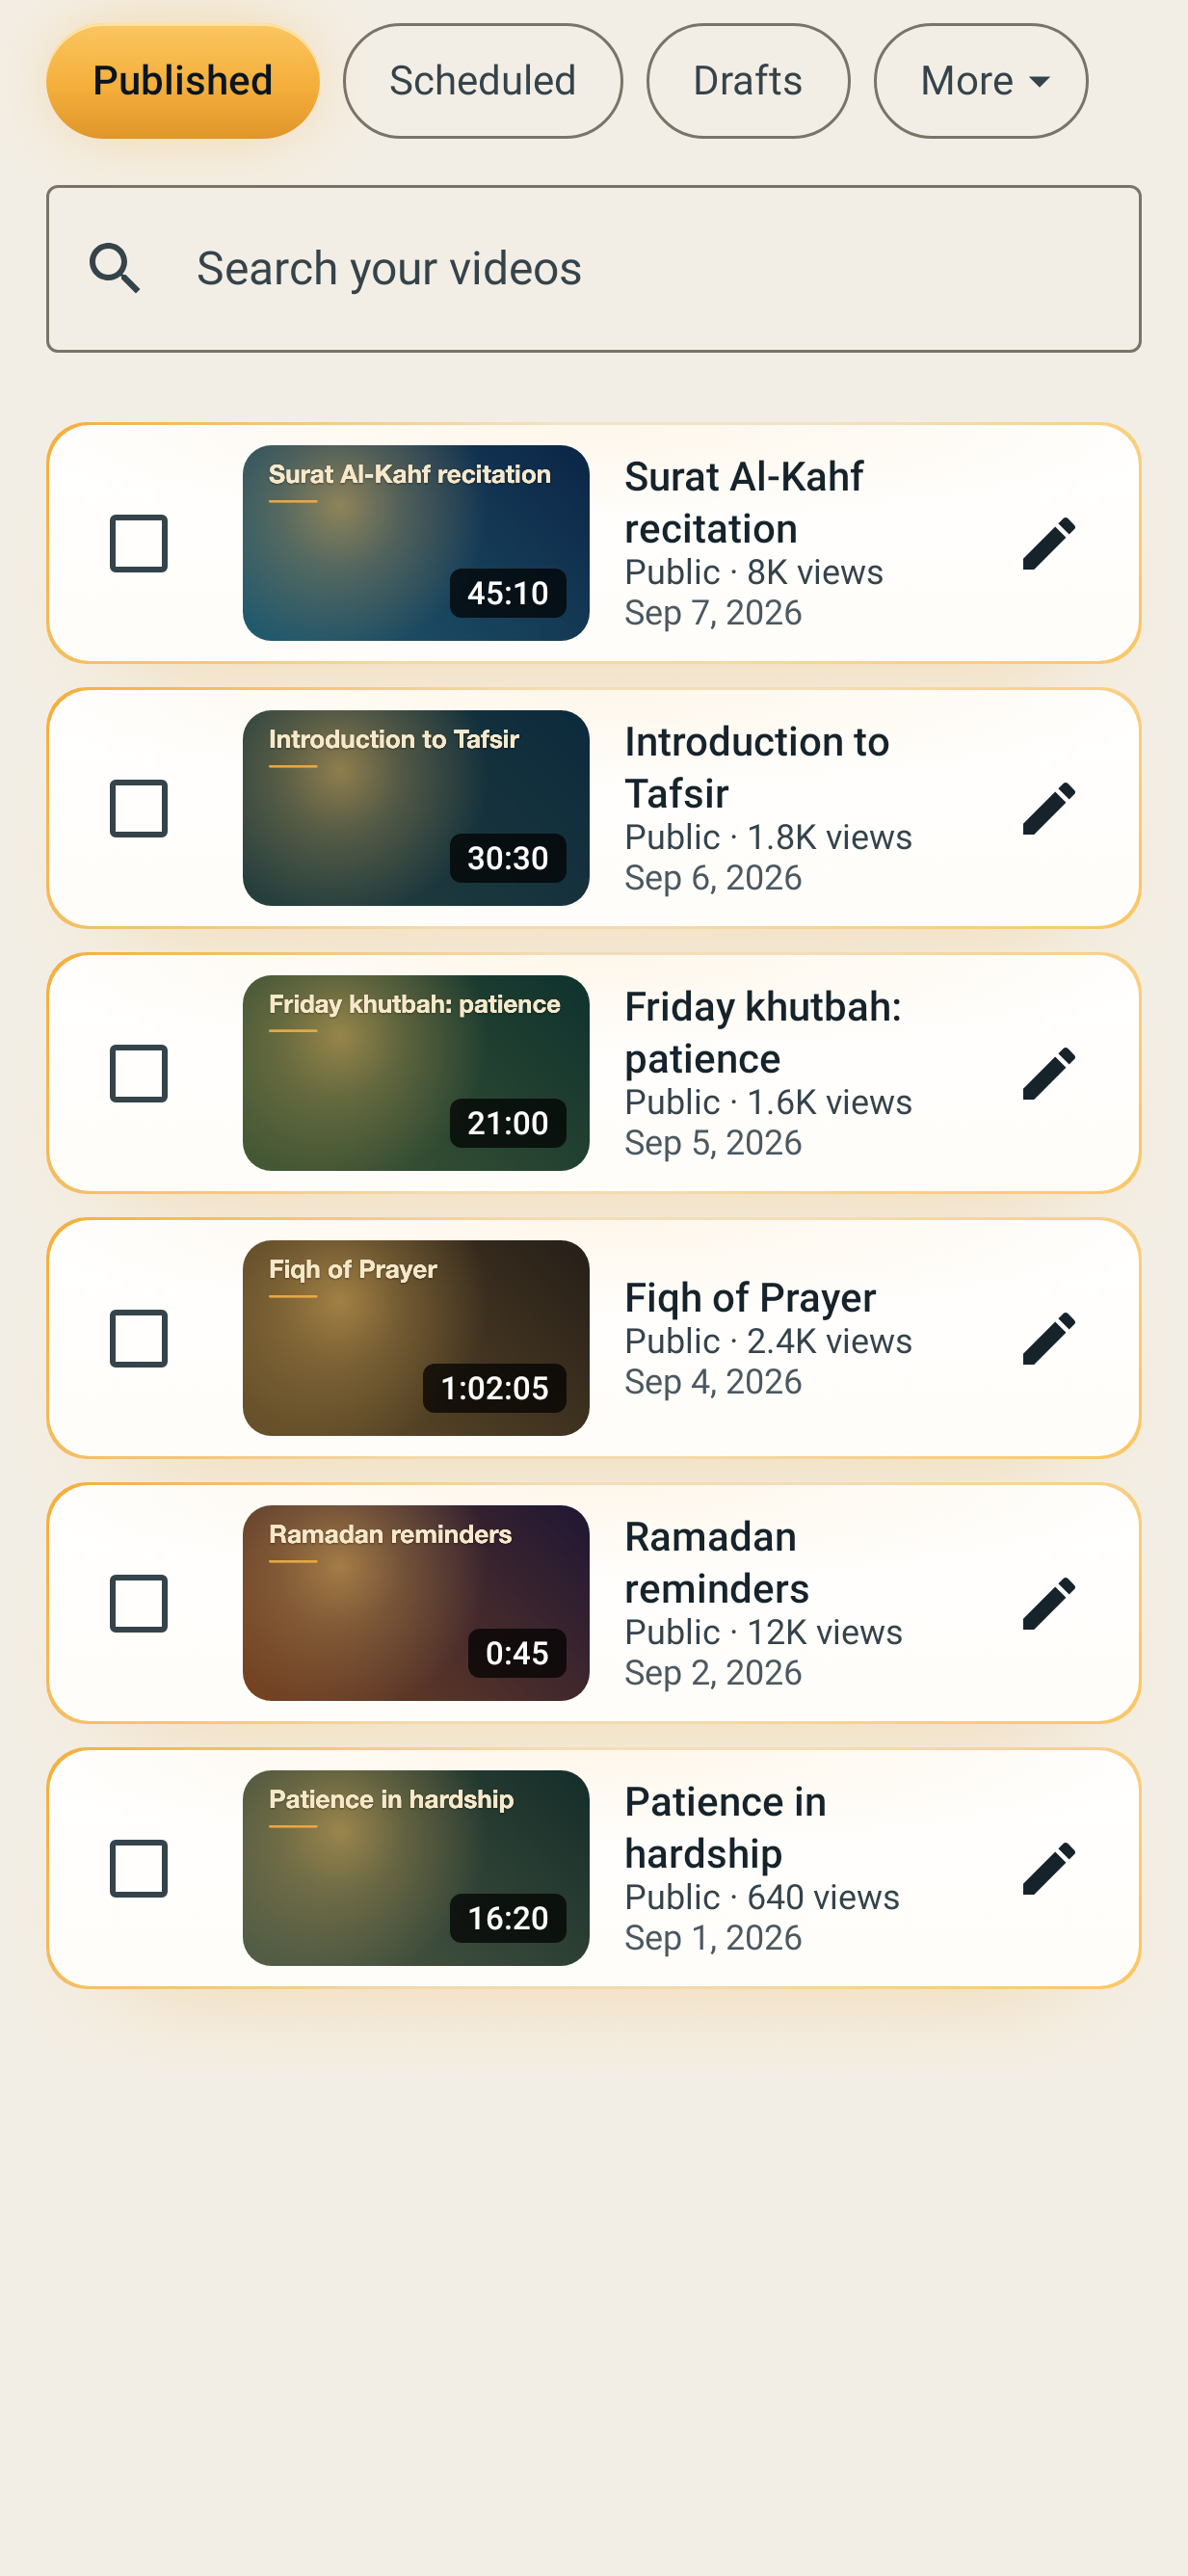 Published
Scheduled
Drafts
More
Search your videos
Surat Al-Kahf recitation
45:10
Surat Al-Kahf
recitation
Public · 8K views
Sep 7, 2026
Introduction to Tafsir
30:30
Introduction to
Tafsir
Public · 1.8K views
Sep 6, 2026
Friday khutbah: patience
21:00
Friday khutbah:
patience
Public · 1.6K views
Sep 5, 2026
Fiqh of Prayer
1:02:05
Fiqh of Prayer
Public · 2.4K views
Sep 4, 2026
Ramadan reminders
0:45
Ramadan
reminders
Public · 12K views
Sep 2, 2026
Patience in hardship
16:20
Patience in
hardship
Public · 640 views
Sep 1, 2026